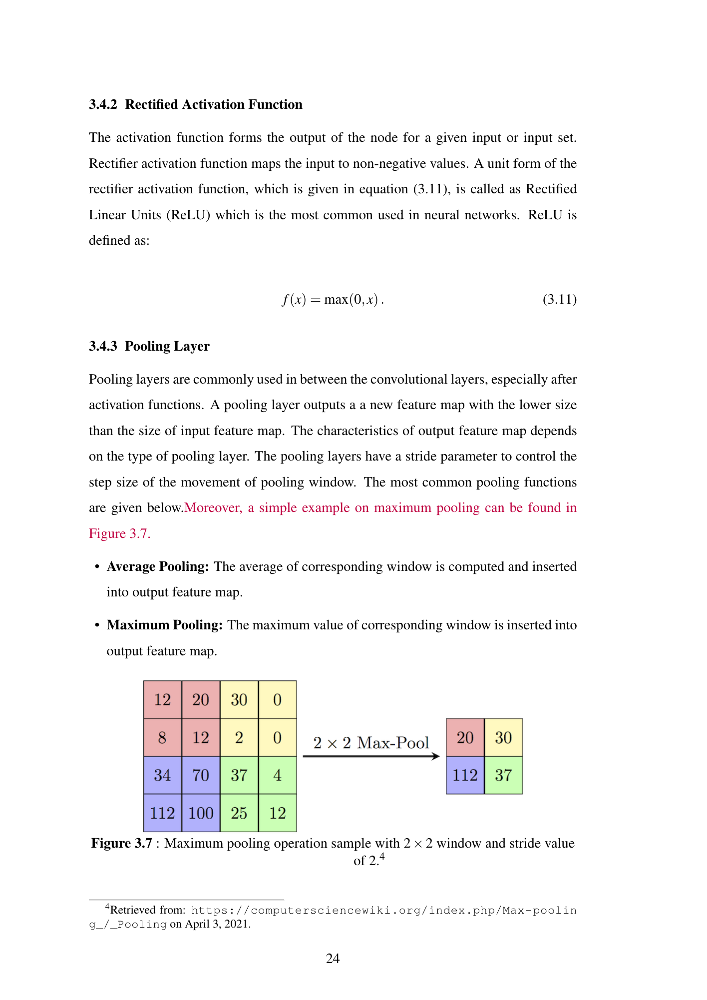 3.4.2 Rectified Activation Function
The activation function forms the output of the node for a given input or input set.
Rectifier activation function maps the input to non-negative values. A unit form of the
rectifier activation function, which is given in equation (3.11), is called as Rectified
Linear Units (ReLU) which is the most common used in neural networks. ReLU is
defined as:
f(x) = max(0,x). (3.11)
3.4.3 Pooling Layer
Pooling layers are commonly used in between the convolutional layers, especially after
activation functions. A pooling layer outputs a a new feature map with the lower size
than the size of input feature map. The characteristics of output feature map depends
on the type of pooling layer. The pooling layers have a stride parameter to control the
step size of the movement of pooling window. The most common pooling functions
are given below.Moreover, a simple example on maximum pooling can be found in
Figure 3.7.
• Average Pooling: The average of corresponding window is computed and inserted
into output feature map.
• Maximum Pooling: The maximum value of corresponding window is inserted into
output feature map.
12 20 30 0
8 12 2 0
34 70 37 4
112 100 25 12
2 × 2 Max-Pool
20 30
112 37
Figure 3.7 : Maximum pooling operation sample with 2 × 2 window and stride value
of 2.⁴
⁴Retrieved from: https://computersciencewiki.org/index.php/Max-poolin
g_/_Pooling on April 3, 2021.
24